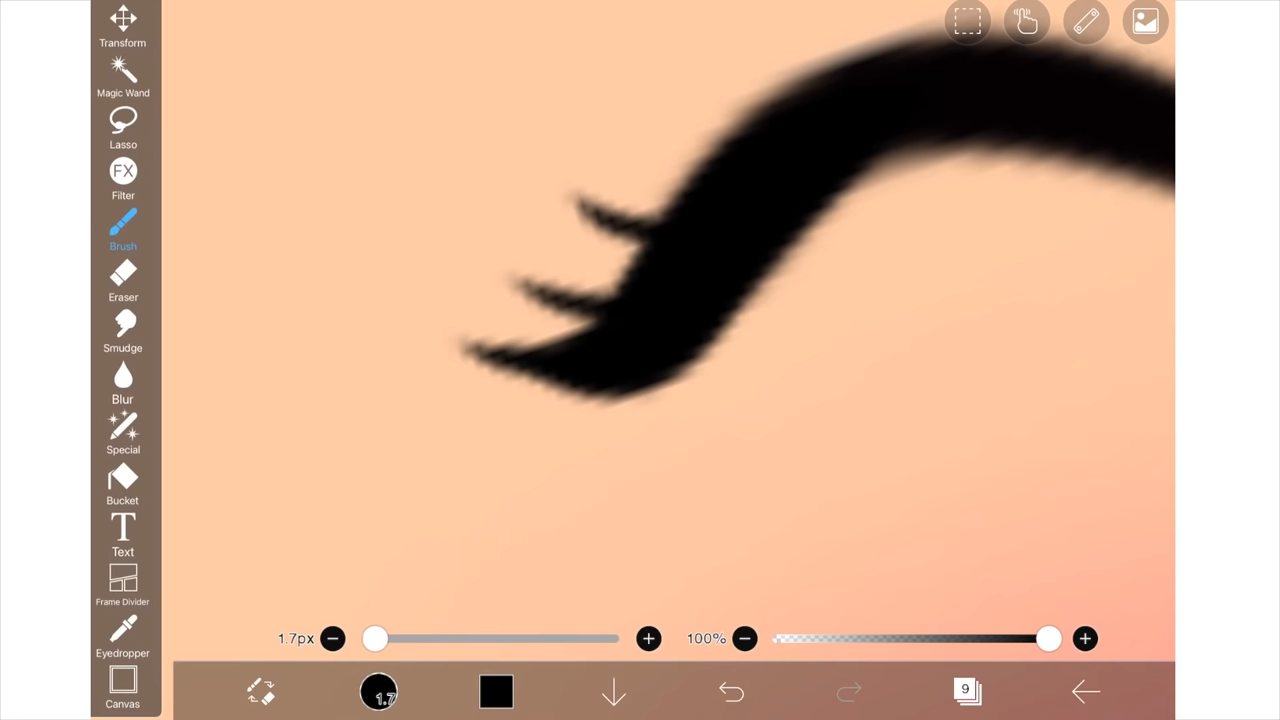 Transform
Magic Wand
Lasso
FX
Filter
Brush
Eraser
Smudge
Blur
Special
Bucket
T
Text
Frame Divider
Eyedropper
Canvas
1.7px
100%
1.7
9